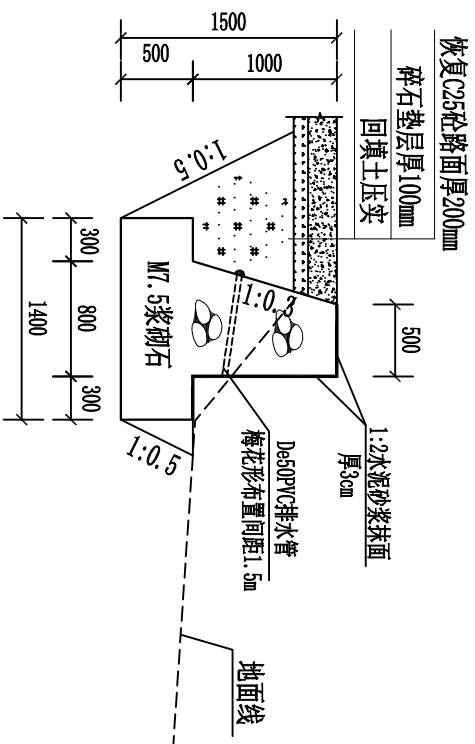 恢复C25砼路面厚200mm
碎石垫层厚100mm
回填土压实
1500
500
1000
1:0.5
1:0.3
500
M7.5浆砌石
300
800
300
1400
1:0.5
1:2水泥砂浆抹面
厚3cm
De50PVC排水管
梅花形布置间距1.5m
地面线